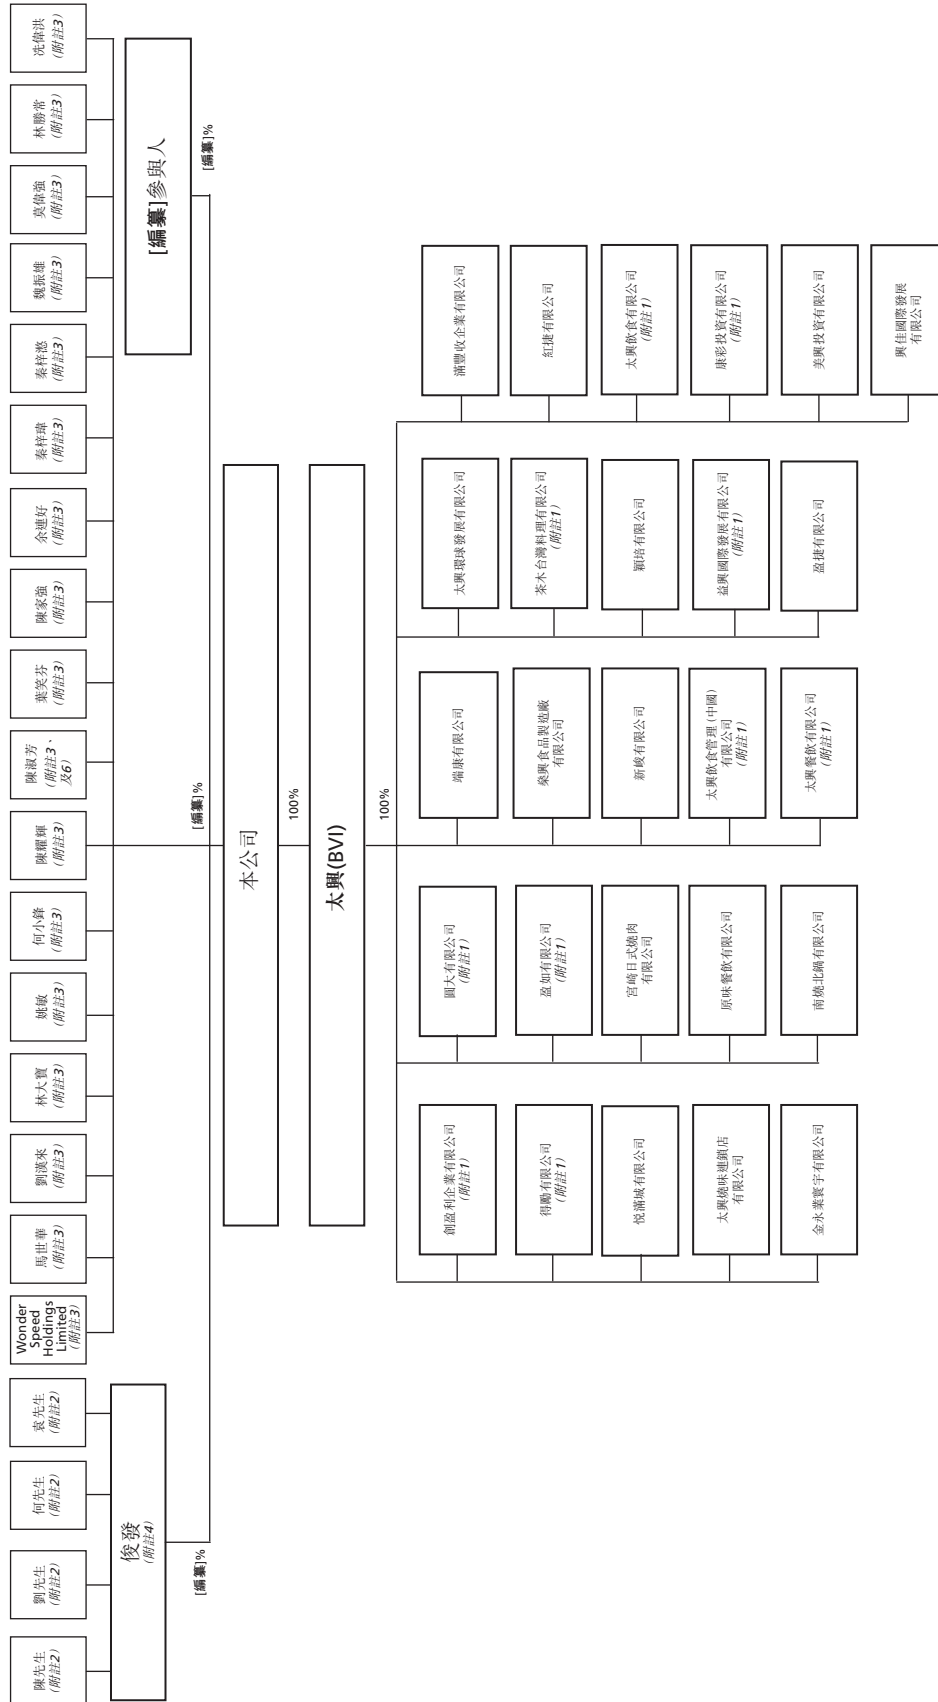 陳先生
(附註2)
劉先生
(附註2)
何先生
(附註2)
袁先生
(附註2)
Wonder
Speed
Holdings
Limited
(附註3)
馬世華
(附註3)
劉漢來
(附註3)
林大寶
(附註3)
姚敏
(附註3)
何小鋒
(附註3)
陳耀輝
(附註3)
陳淑芳
(附註3、
及6)
葉笑芬
(附註3)
陳家強
(附註3)
余連好
(附註3)
秦梓瑋
(附註3)
秦梓懣
(附註3)
魏振雄
(附註3)
莫偉強
(附註3)
林勝常
(附註3)
冼偉洪
(附註3)
俊發
(附註4)
[編纂]參與人
[編纂]%
[編纂]%
[編纂]%
本公司
100%
太興(BVI)
100%
創盈利企業有限公司
(附註1)
得勵有限公司
(附註1)
悦滿城有限公司
太興燒味連鎖店
有限公司
金永業寰宇有限公司
圓大有限公司
(附註1)
盈如有限公司
(附註1)
宮崎日式燒肉
有限公司
原味餐飲有限公司
南燒北鍋有限公司
端康有限公司
燊興食品製造廠
有限公司
新峻有限公司
太興飲食管理(中國)
有限公司
(附註1)
太興餐飲有限公司
(附註1)
太興環球發展有限公司
茶木台灣料理有限公司
(附註1)
穎培有限公司
益興國際發展有限公司
(附註1)
盈捷有限公司
滿豐收企業有限公司
紅捷有限公司
太興飲食有限公司
(附註1)
康彩投資有限公司
(附註1)
美興投資有限公司
興佳國際發展
有限公司